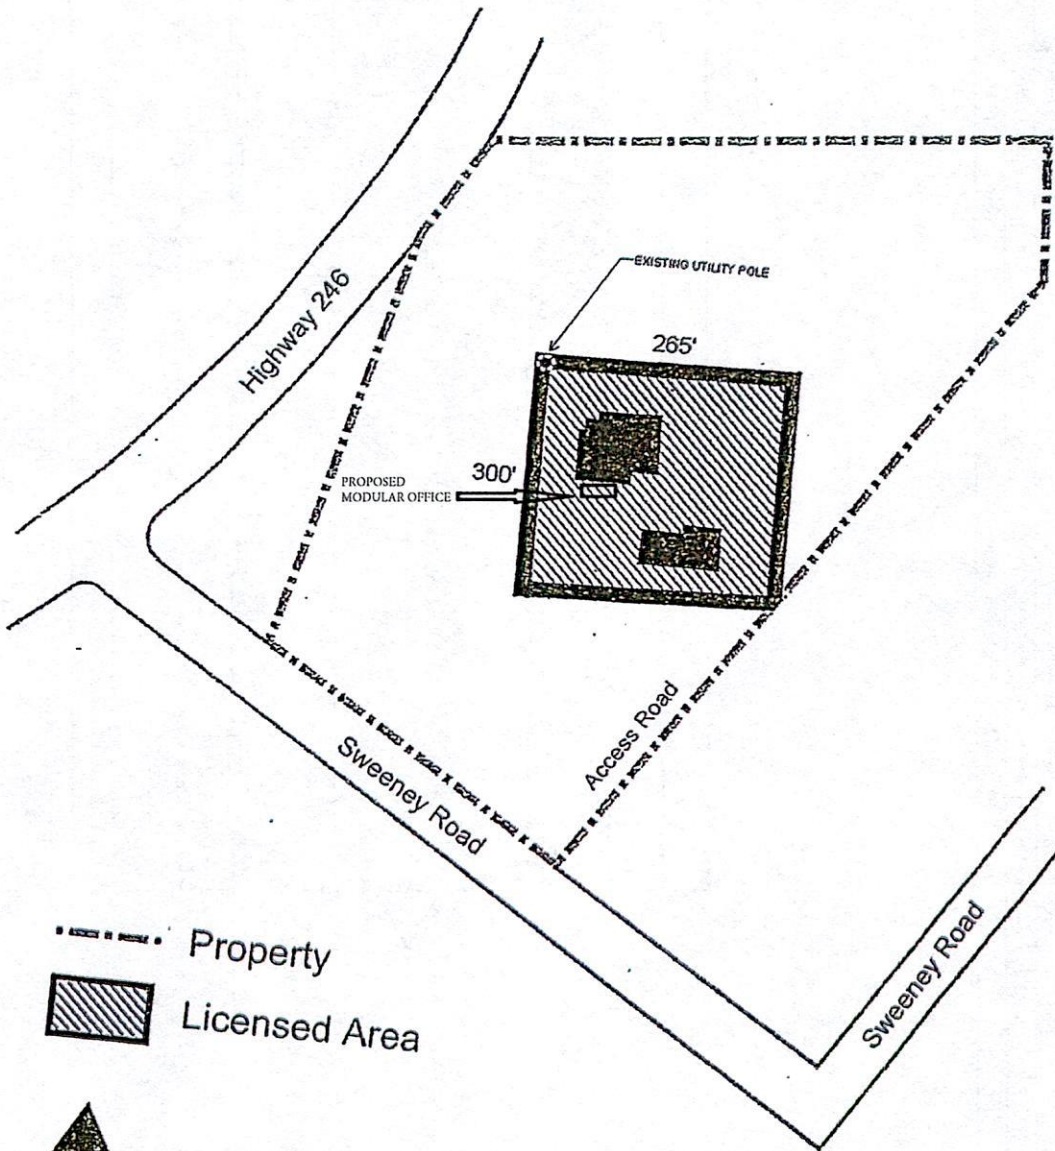 Highway 246
EXISTING UTILITY POLE
265'
300'
PROPOSED
MODULAR OFFICE
Access Road
Sweeney Road
Sweeney Road
Property
Licensed Area